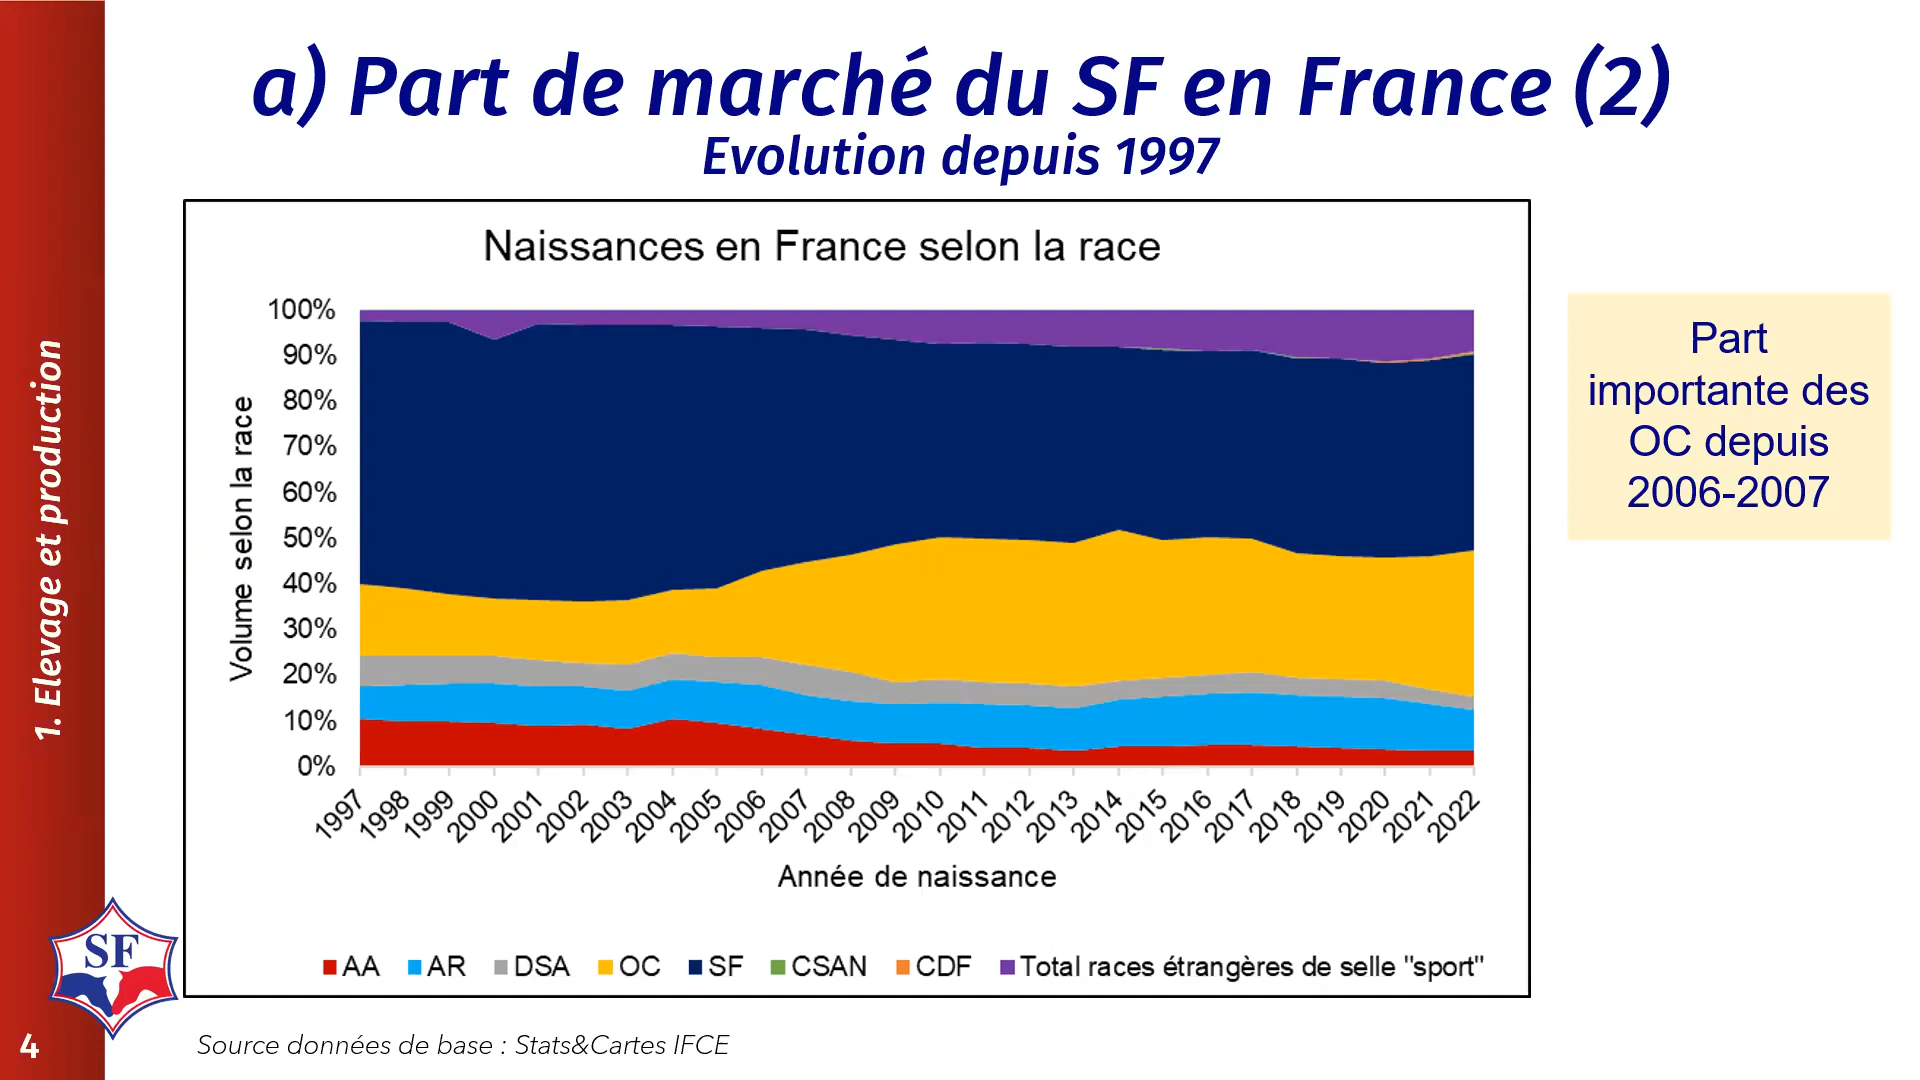 a) Part de marché du SF en France (2)
Evolution depuis 1997
1. Elevage et production
Naissances en France selon la race
Volume selon la race
100%
90%
80%
70%
60%
50%
40%
30%
20%
10%
0%
1997 1998 1999 2000 2001 2002 2003 2004 2005 2006 2007 2008 2009 2010 2011 2012 2013 2014 2015 2016 2017 2018 2019 2020 2021 2022
Année de naissance
AA AR DSA OC SF CSAN CDF Total races étrangères de selle "sport"
Part
importante des
OC depuis
2006-2007
SF
4
Source données de base : Stats&Cartes IFCE